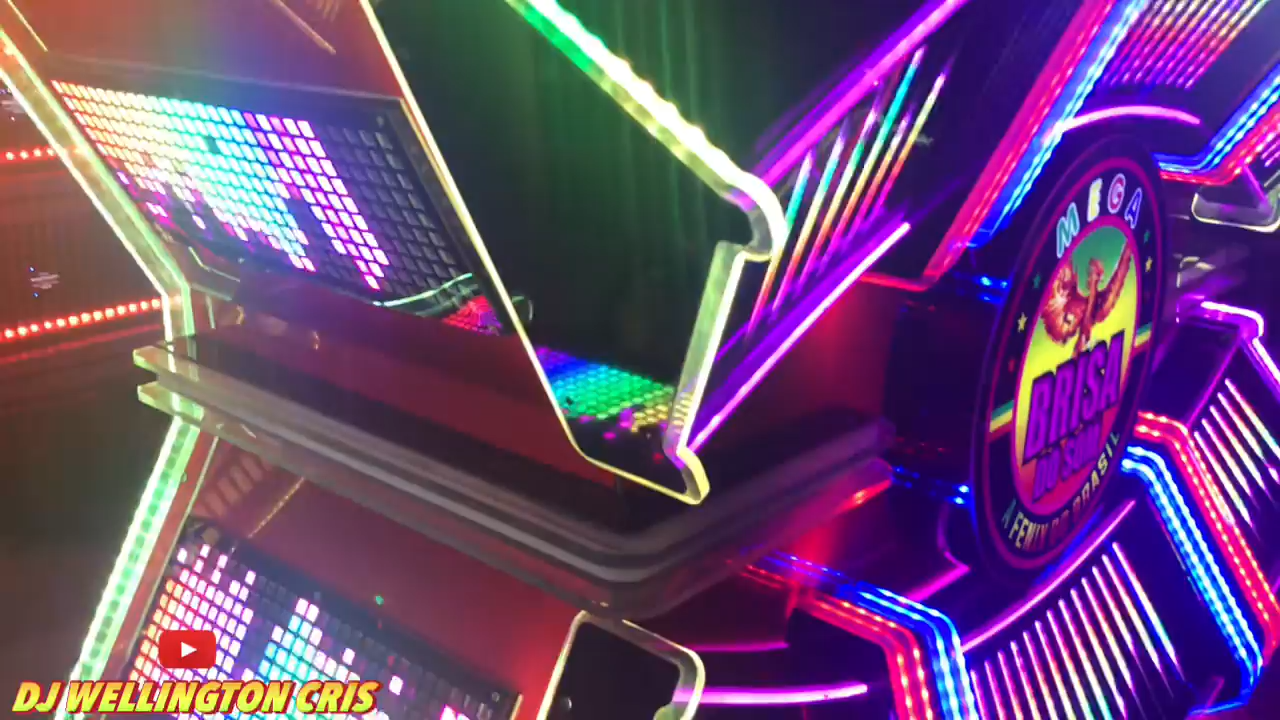 MEGA
BRISA
DO SOM
A FENIX DO BRASIL
DJ WELLINGTON CRIS